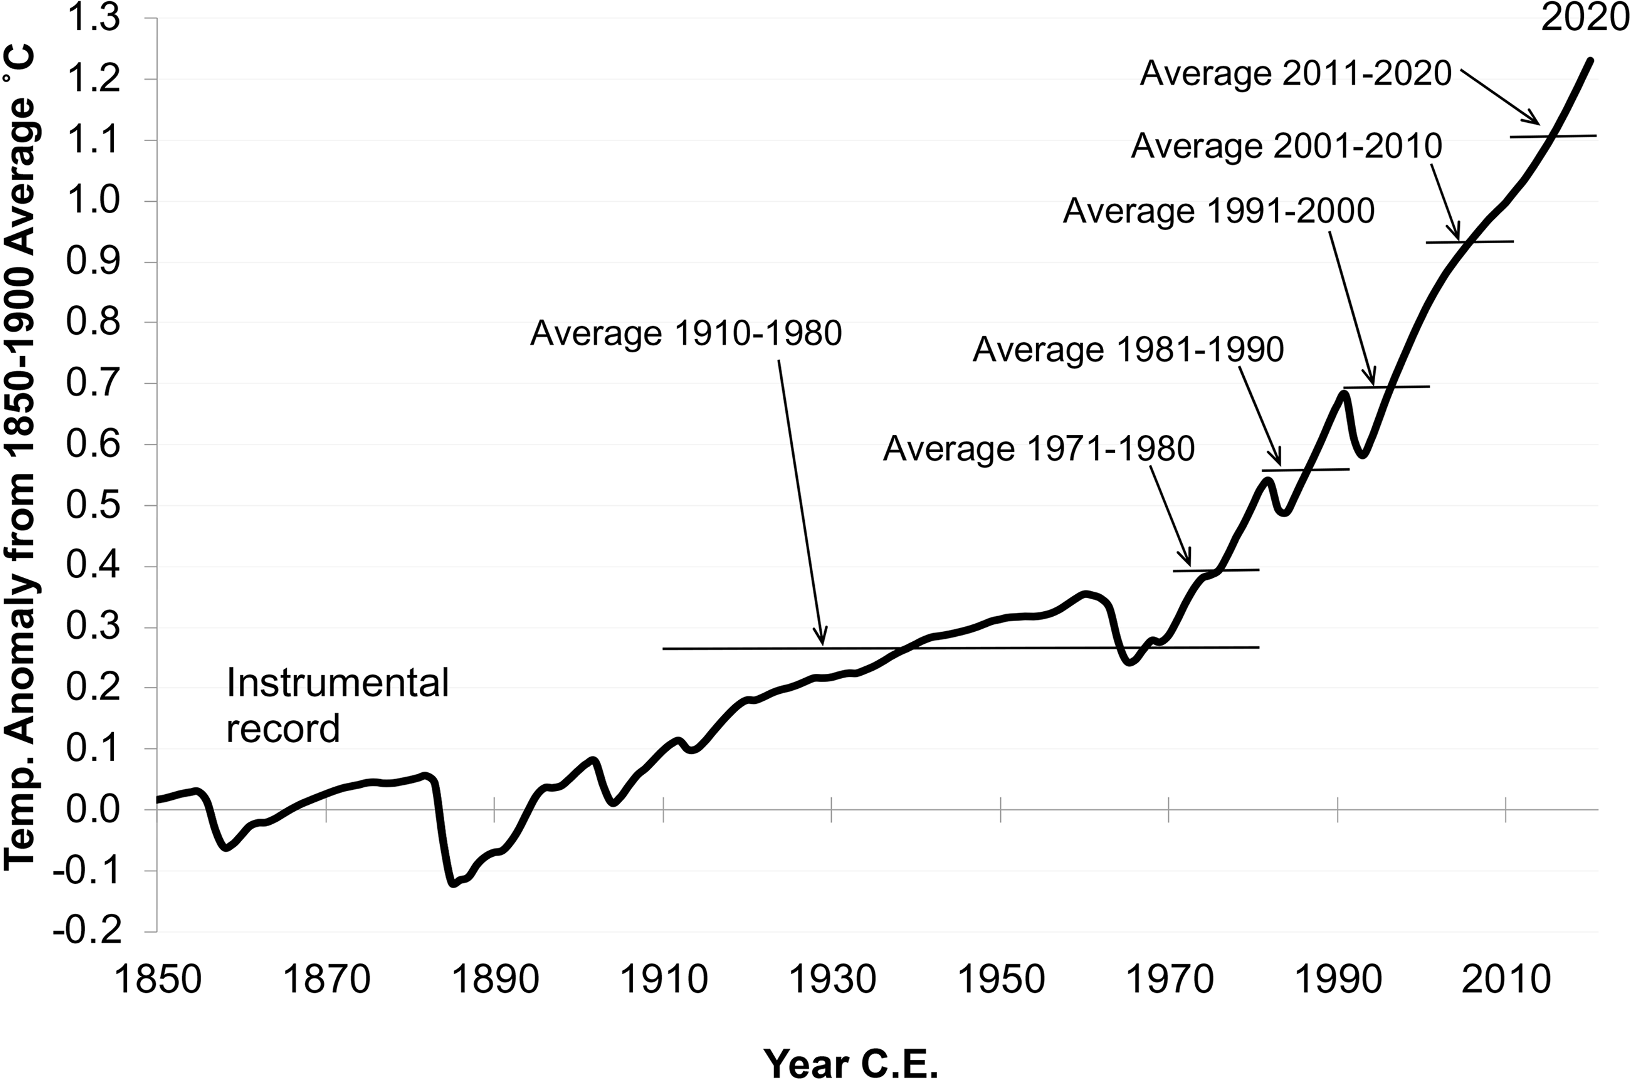 Temp. Anomaly from 1850-1900 Average ˚C
1.3
1.2
1.1
1.0
0.9
0.8
0.7
0.6
0.5
0.4
0.3
0.2
0.1
0.0
-0.1
-0.2
2020
Average 2011-2020
Average 2001-2010
Average 1991-2000
Average 1910-1980
Average 1981-1990
Average 1971-1980
Instrumental
record
1850 1870 1890 1910 1930 1950 1970 1990 2010
Year C.E.